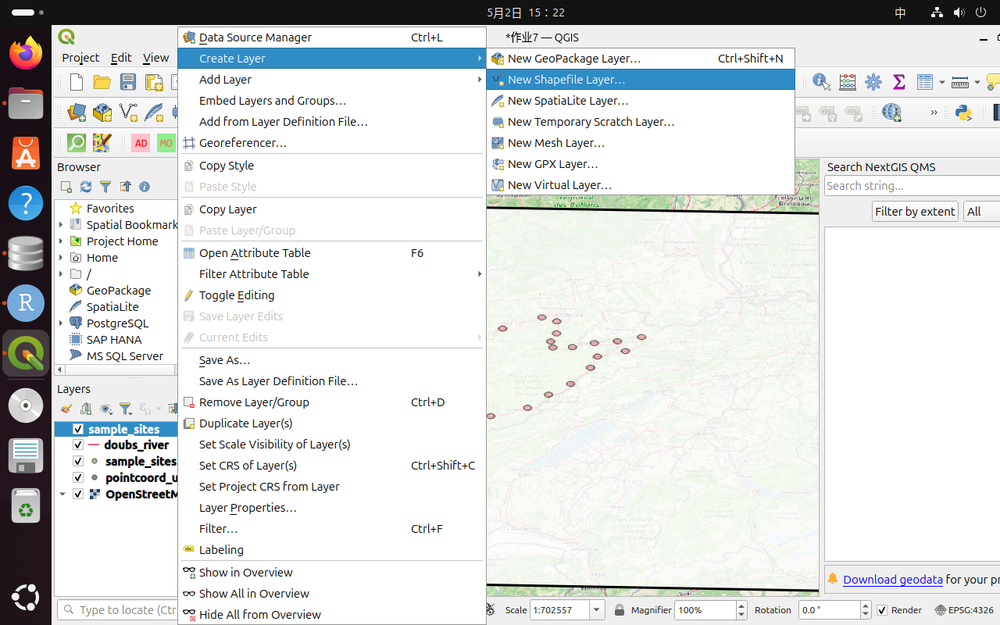 5月2日 15：22
中
*作业7 — QGIS
Project Edit View
Data Source Manager Ctrl+L
Create Layer
Add Layer
Embed Layers and Groups…
Add from Layer Definition File…
Georeferencer…
Copy Style
Paste Style
Copy Layer
Paste Layer/Group
Open Attribute Table F6
Filter Attribute Table
Toggle Editing
Save Layer Edits
Current Edits
Save As…
Save As Layer Definition File…
Remove Layer/Group Ctrl+D
Duplicate Layer(s)
Set Scale Visibility of Layer(s)
Set CRS of Layer(s) Ctrl+Shift+C
Set Project CRS from Layer
Layer Properties…
Filter… Ctrl+F
Labeling
Show in Overview
Show All in Overview
Hide All from Overview
New GeoPackage Layer… Ctrl+Shift+N
New Shapefile Layer…
New SpatiaLite Layer…
New Temporary Scratch Layer…
New Mesh Layer…
New GPX Layer…
New Virtual Layer…
AD MO
Browser
Favorites
Spatial Bookmark
Project Home
Home
/
GeoPackage
SpatiaLite
PostgreSQL
SAP HANA
MS SQL Server
Layers
sample_sites
doubs_river
sample_sites
pointcoord_u
OpenStreetM
Type to locate (Ctr
des Ballons
Breisgau
Search NextGIS QMS
Search string...
Filter by extent All
Download geodata for your pr
Scale 1:702557 Magnifier 100% Rotation 0.0 ° Render EPSG:4326